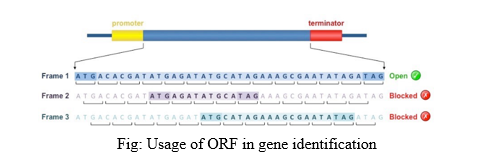 promoter terminator
Frame 1 ATGACACGATATGAGATATGCATAGAAAGCGAATATAGATAG Open
Frame 2 ATGACACGATATGAGATATGCATAGAAAGCGAATATAGATAG Blocked
Frame 3 ATGACACGATATGAGATATGCATAGAAAGCGAATATAGATAG Blocked
Fig: Usage of ORF in gene identification